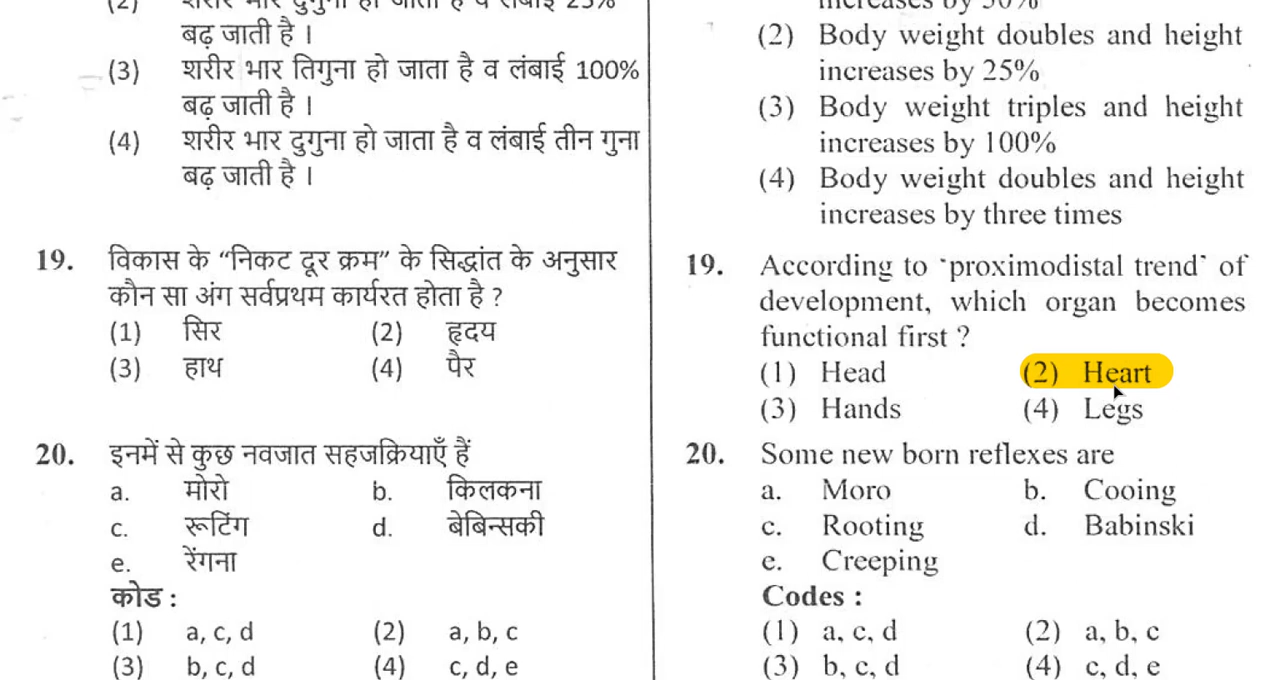 बढ़ जाती है ।
(3) शरीर भार तिगुना हो जाता है व लंबाई 100%
बढ़ जाती है ।
(4) शरीर भार दुगुना हो जाता है व लंबाई तीन गुना
बढ़ जाती है ।
19. विकास के “निकट दूर क्रम” के सिद्धांत के अनुसार
कौन सा अंग सर्वप्रथम कार्यरत होता है ?
(1) सिर (2) हृदय
(3) हाथ (4) पैर
20. इनमें से कुछ नवजात सहजक्रियाएँ हैं
a. मोरो b. किलकना
c. रूटिंग d. बेबिन्सकी
e. रेंगना
कोड :
(1) a, c, d (2) a, b, c
(3) b, c, d (4) c, d, e
increases by 50%
(2) Body weight doubles and height
increases by 25%
(3) Body weight triples and height
increases by 100%
(4) Body weight doubles and height
increases by three times
19. According to ‘proximodistal trend’ of
development, which organ becomes
functional first ?
(1) Head (2) Heart
(3) Hands (4) Legs
20. Some new born reflexes are
a. Moro b. Cooing
c. Rooting d. Babinski
e. Creeping
Codes :
(1) a, c, d (2) a, b, c
(3) b, c, d (4) c, d, e